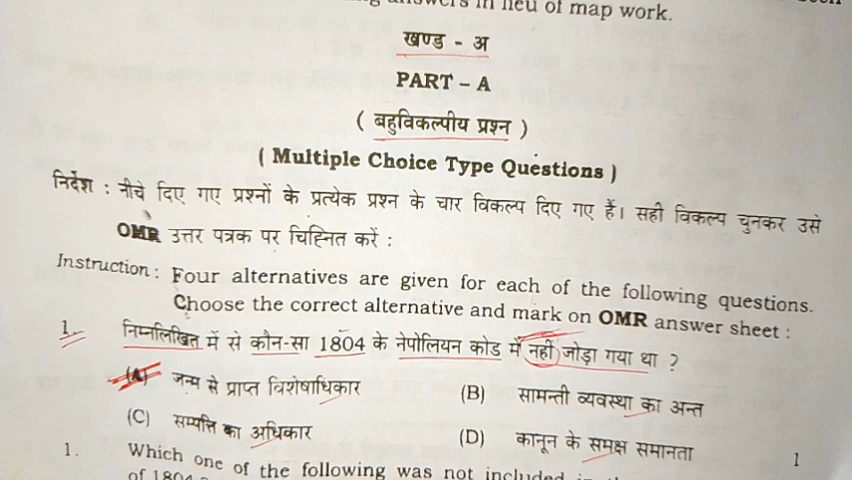 answers in lieu of map work.
खण्ड - अ
PART – A
( बहुविकल्पीय प्रश्न )
( Multiple Choice Type Questions )
निर्देश : नीचे दिए गए प्रश्नों के प्रत्येक प्रश्न के चार विकल्प दिए गए हैं। सही विकल्प चुनकर उसे
OMR उत्तर पत्रक पर चिह्नित करें :
Instruction : Four alternatives are given for each of the following questions.
Choose the correct alternative and mark on OMR answer sheet :
1. निम्नलिखित में से कौन-सा 1804 के नेपोलियन कोड में नहीं जोड़ा गया था ?
(A) जन्म से प्राप्त विशेषाधिकार (B) सामन्ती व्यवस्था का अन्त
(C) सम्पत्ति का अधिकार (D) कानून के समक्ष समानता 1
1. Which one of the following was not included in
of 1804